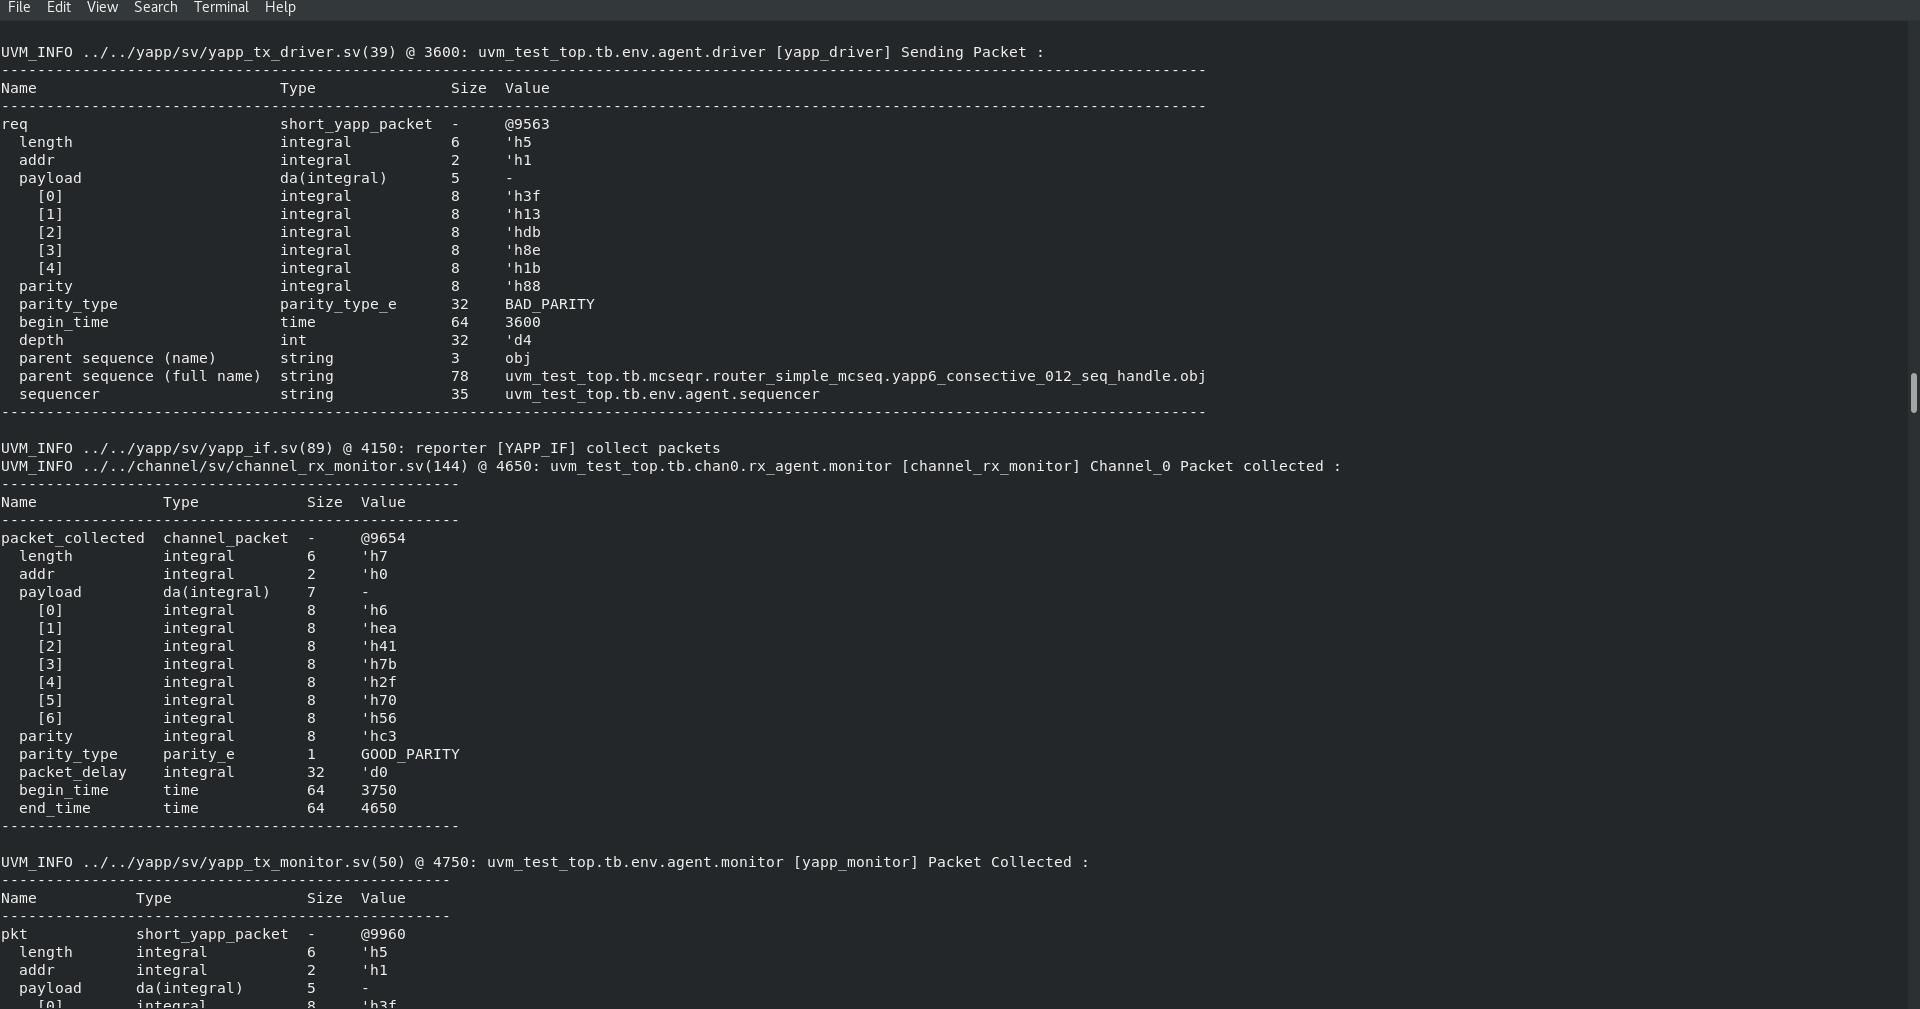 File Edit View Search Terminal Help
UVM_INFO ../../yapp/sv/yapp_tx_driver.sv(39) @ 3600: uvm_test_top.tb.env.agent.driver [yapp_driver] Sending Packet :
--------------------------------------------------------------------------------------------------------------------------------------
Name                           Type               Size  Value
--------------------------------------------------------------------------------------------------------------------------------------
req                            short_yapp_packet  -     @9563
  length                       integral           6     'h5
  addr                         integral           2     'h1
  payload                      da(integral)       5     -
    [0]                        integral           8     'h3f
    [1]                        integral           8     'h13
    [2]                        integral           8     'hdb
    [3]                        integral           8     'h8e
    [4]                        integral           8     'h1b
  parity                       integral           8     'h88
  parity_type                  parity_type_e      32    BAD_PARITY
  begin_time                   time               64    3600
  depth                        int                32    'd4
  parent sequence (name)       string             3     obj
  parent sequence (full name)  string             78    uvm_test_top.tb.mcseqr.router_simple_mcseq.yapp6_consective_012_seq_handle.obj
  sequencer                    string             35    uvm_test_top.tb.env.agent.sequencer
--------------------------------------------------------------------------------------------------------------------------------------
UVM_INFO ../../yapp/sv/yapp_if.sv(89) @ 4150: reporter [YAPP_IF] collect packets
UVM_INFO ../../channel/sv/channel_rx_monitor.sv(144) @ 4650: uvm_test_top.tb.chan0.rx_agent.monitor [channel_rx_monitor] Channel_0 Packet collected :
---------------------------------------------------
Name              Type            Size  Value
---------------------------------------------------
packet_collected  channel_packet  -     @9654
  length          integral        6     'h7
  addr            integral        2     'h0
  payload         da(integral)    7     -
    [0]           integral        8     'h6
    [1]           integral        8     'hea
    [2]           integral        8     'h41
    [3]           integral        8     'h7b
    [4]           integral        8     'h2f
    [5]           integral        8     'h70
    [6]           integral        8     'h56
  parity          integral        8     'hc3
  parity_type     parity_e        1     GOOD_PARITY
  packet_delay    integral        32    'd0
  begin_time      time            64    3750
  end_time        time            64    4650
---------------------------------------------------
UVM_INFO ../../yapp/sv/yapp_tx_monitor.sv(50) @ 4750: uvm_test_top.tb.env.agent.monitor [yapp_monitor] Packet Collected :
--------------------------------------------------
Name           Type               Size  Value
--------------------------------------------------
pkt            short_yapp_packet  -     @9960
  length       integral           6     'h5
  addr         integral           2     'h1
  payload      da(integral)       5     -
    [0]        integral           8     'h3f